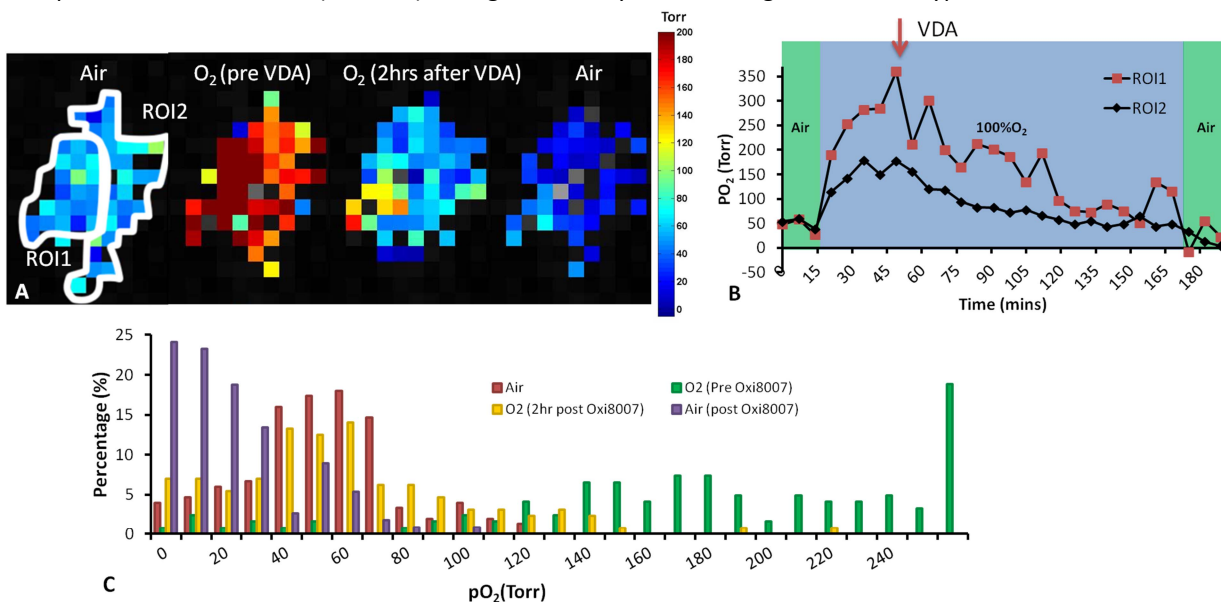 Torr
Air
O₂ (pre VDA)
O₂ (2hrs after VDA)
Air
ROI2
ROI1
A
200
180
160
140
120
100
80
60
40
20
0
VDA
PO₂ (Torr)
350
300
250
200
150
100
50
0
-50
Air
100%O₂
Air
ROI1
ROI2
0 15 30 45 60 75 90 105 120 135 150 165 180
Time (mins)
B
Percentage (%)
25
20
15
10
5
0
Air
O2 (Pre Oxi8007)
O2 (2hr post Oxi8007)
Air (post Oxi8007)
0 20 40 60 80 100 120 140 160 180 200 220 240
pO₂(Torr)
C